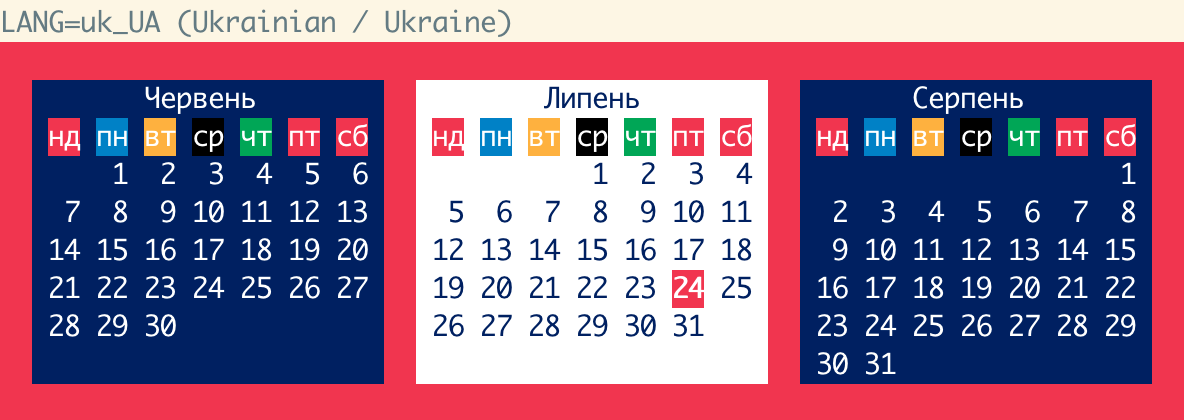 LANG=uk_UA (Ukrainian / Ukraine)
Червень Липень Серпень
нд пн вт ср чт пт сб нд пн вт ср чт пт сб нд пн вт ср чт пт сб
1 2 3 4 5 6 1 2 3 4 1
7 8 9 10 11 12 13 5 6 7 8 9 10 11 2 3 4 5 6 7 8
14 15 16 17 18 19 20 12 13 14 15 16 17 18 9 10 11 12 13 14 15
21 22 23 24 25 26 27 19 20 21 22 23 24 25 16 17 18 19 20 21 22
28 29 30 26 27 28 29 30 31 23 24 25 26 27 28 29
30 31